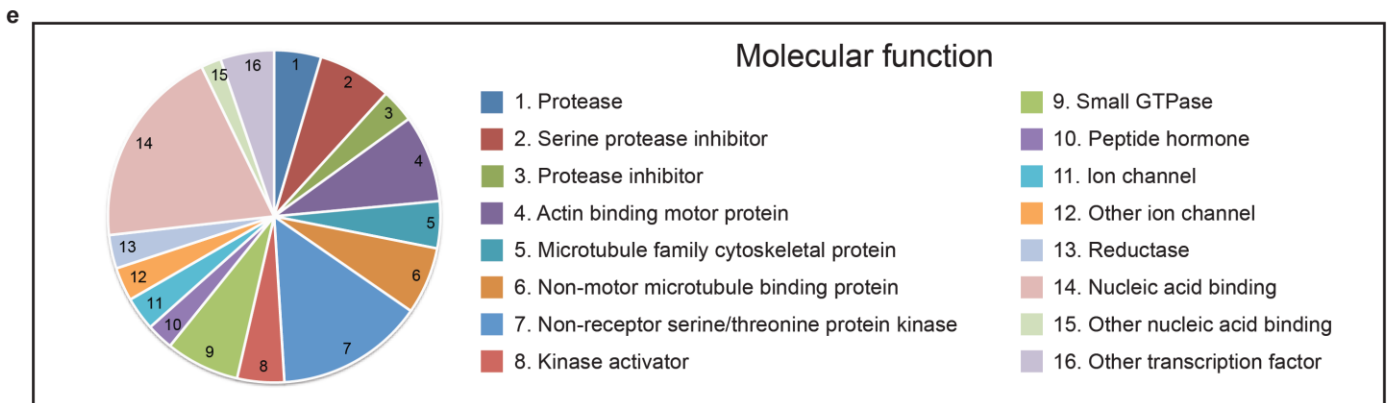 e
Molecular function
1
2
3
4
5
6
7
8
9
10
11
12
13
14
15
16
1. Protease
2. Serine protease inhibitor
3. Protease inhibitor
4. Actin binding motor protein
5. Microtubule family cytoskeletal protein
6. Non-motor microtubule binding protein
7. Non-receptor serine/threonine protein kinase
8. Kinase activator
9. Small GTPase
10. Peptide hormone
11. Ion channel
12. Other ion channel
13. Reductase
14. Nucleic acid binding
15. Other nucleic acid binding
16. Other transcription factor